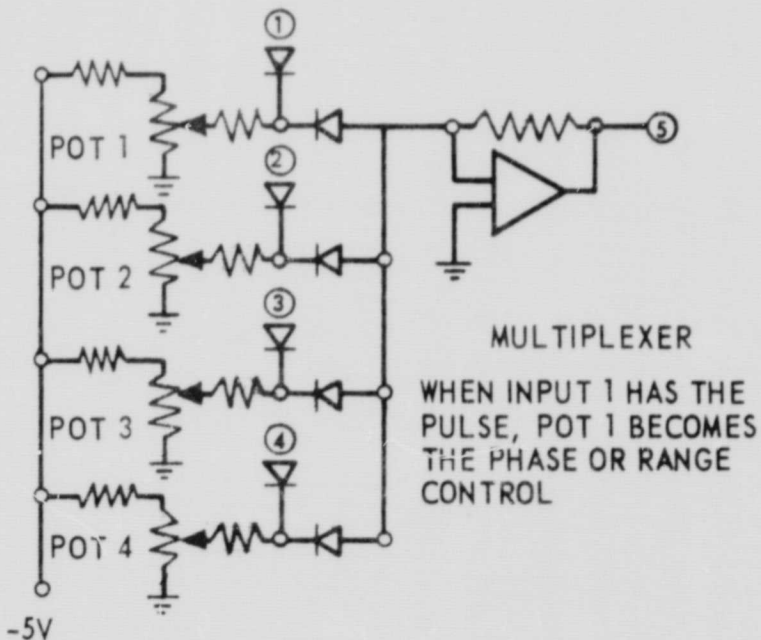 ①
POT 1
⑤
②
POT 2
③
MULTIPLEXER
POT 3
WHEN INPUT 1 HAS THE
PULSE, POT 1 BECOMES
THE PHASE OR RANGE
CONTROL
④
POT 4
-5V